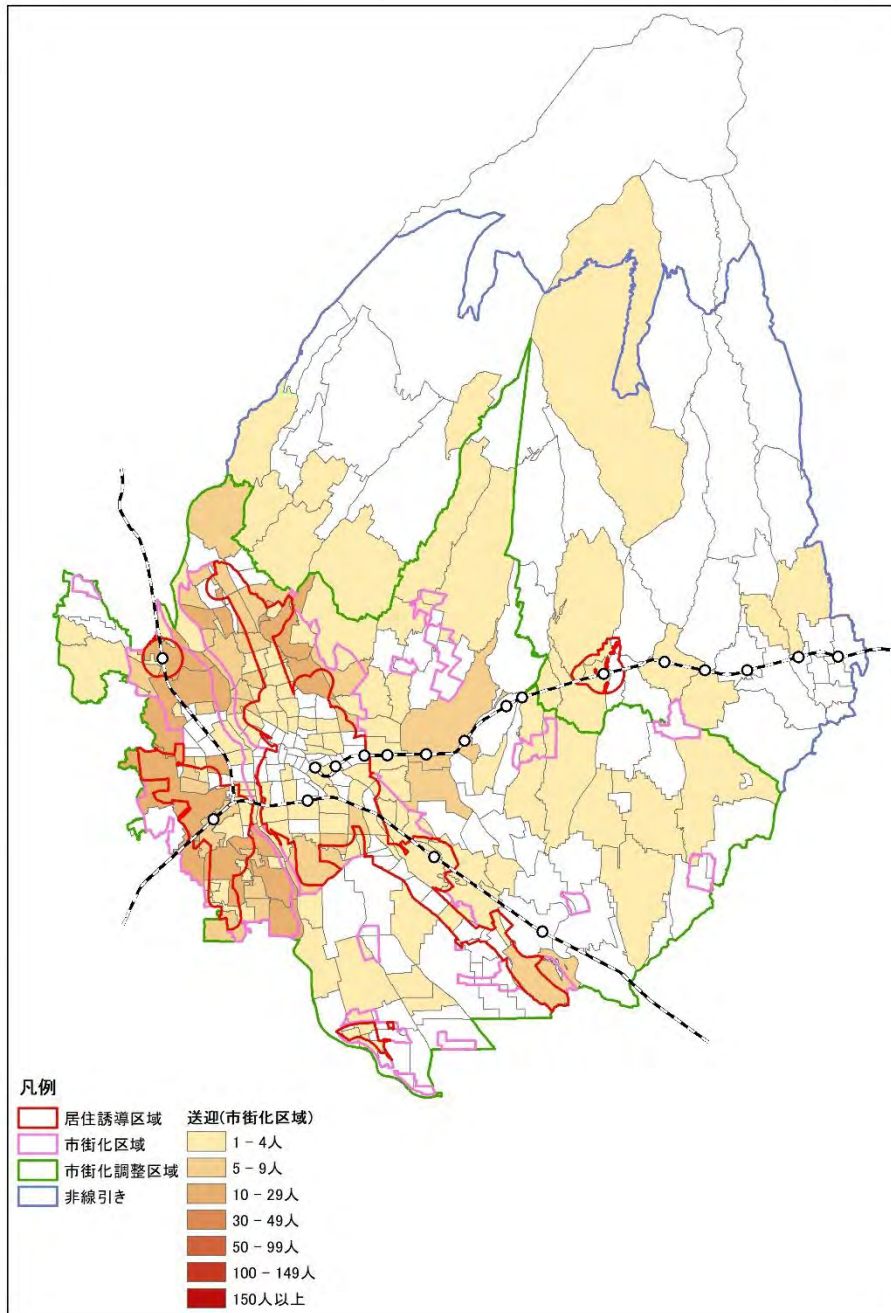 凡例
居住誘導区域
市街化区域
市街化調整区域
非線引き
送迎(市街化区域)
1 - 4人
5 - 9人
10 - 29人
30 - 49人
50 - 99人
100 - 149人
150人以上